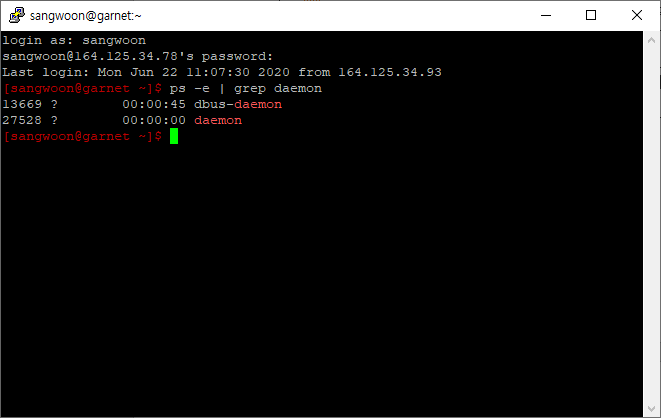 sangwoon@garnet:~
login as: sangwoon
sangwoon@164.125.34.78's password:
Last login: Mon Jun 22 11:07:30 2020 from 164.125.34.93
[sangwoon@garnet ~]$ ps -e | grep daemon
13669 ?        00:00:45 dbus-daemon
27528 ?        00:00:00 daemon
[sangwoon@garnet ~]$